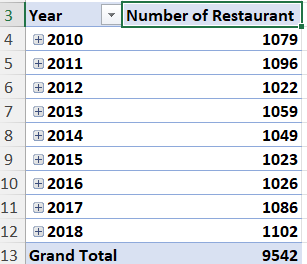 3 Year Number of Restaurant
4 2010 1079
5 2011 1096
6 2012 1022
7 2013 1059
8 2014 1049
9 2015 1023
10 2016 1026
11 2017 1086
12 2018 1102
13 Grand Total 9542